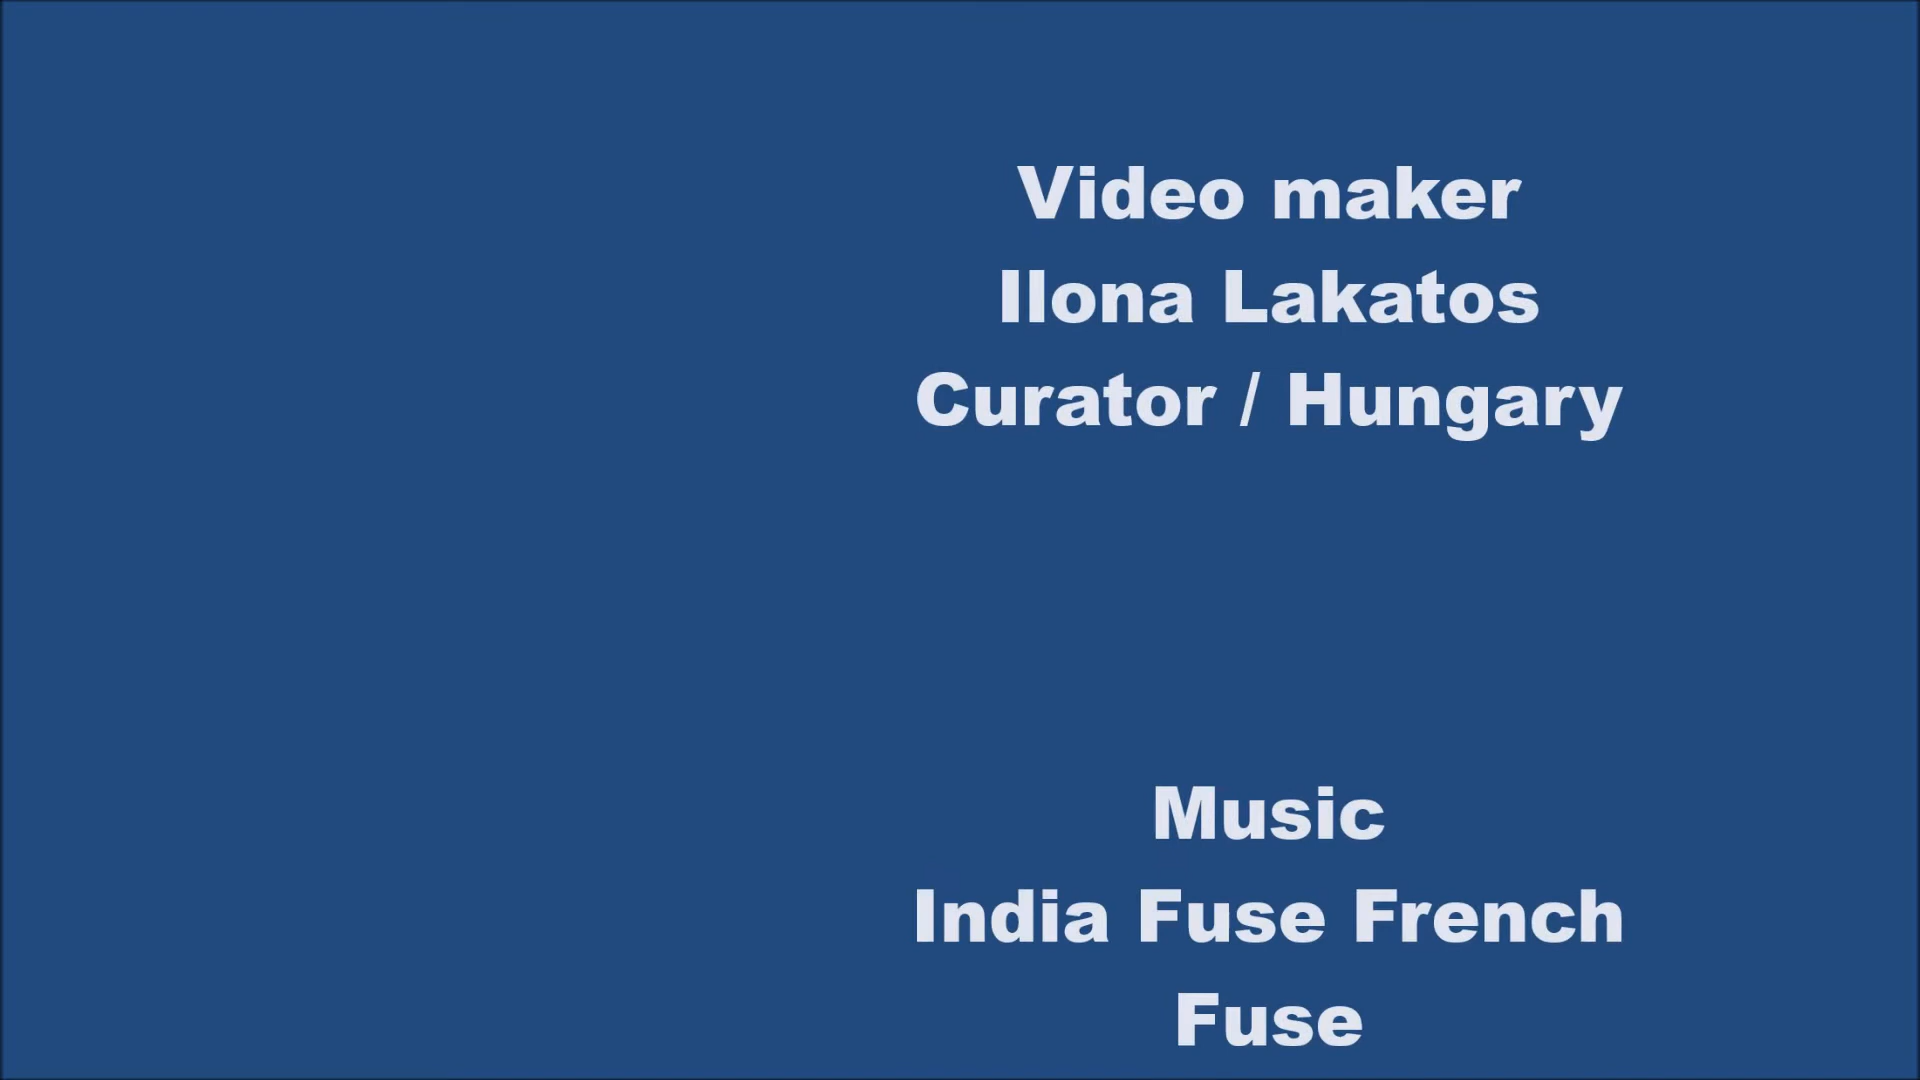 Video maker
Ilona Lakatos
Curator / Hungary
Music
India Fuse French
Fuse